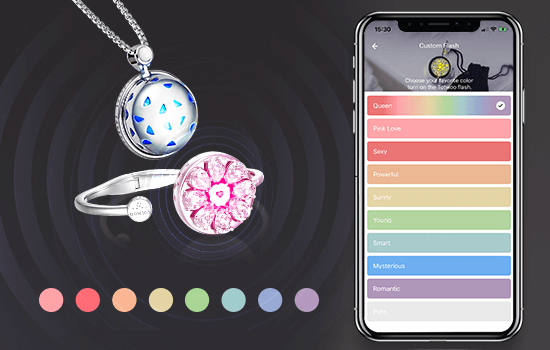 15:30
Custom Flash
Choose your favorite color
turn on the Totwoo flash.
Queen
Pink Love
Sexy
Powerful
Sunny
Young
Smart
Mysterious
Romantic